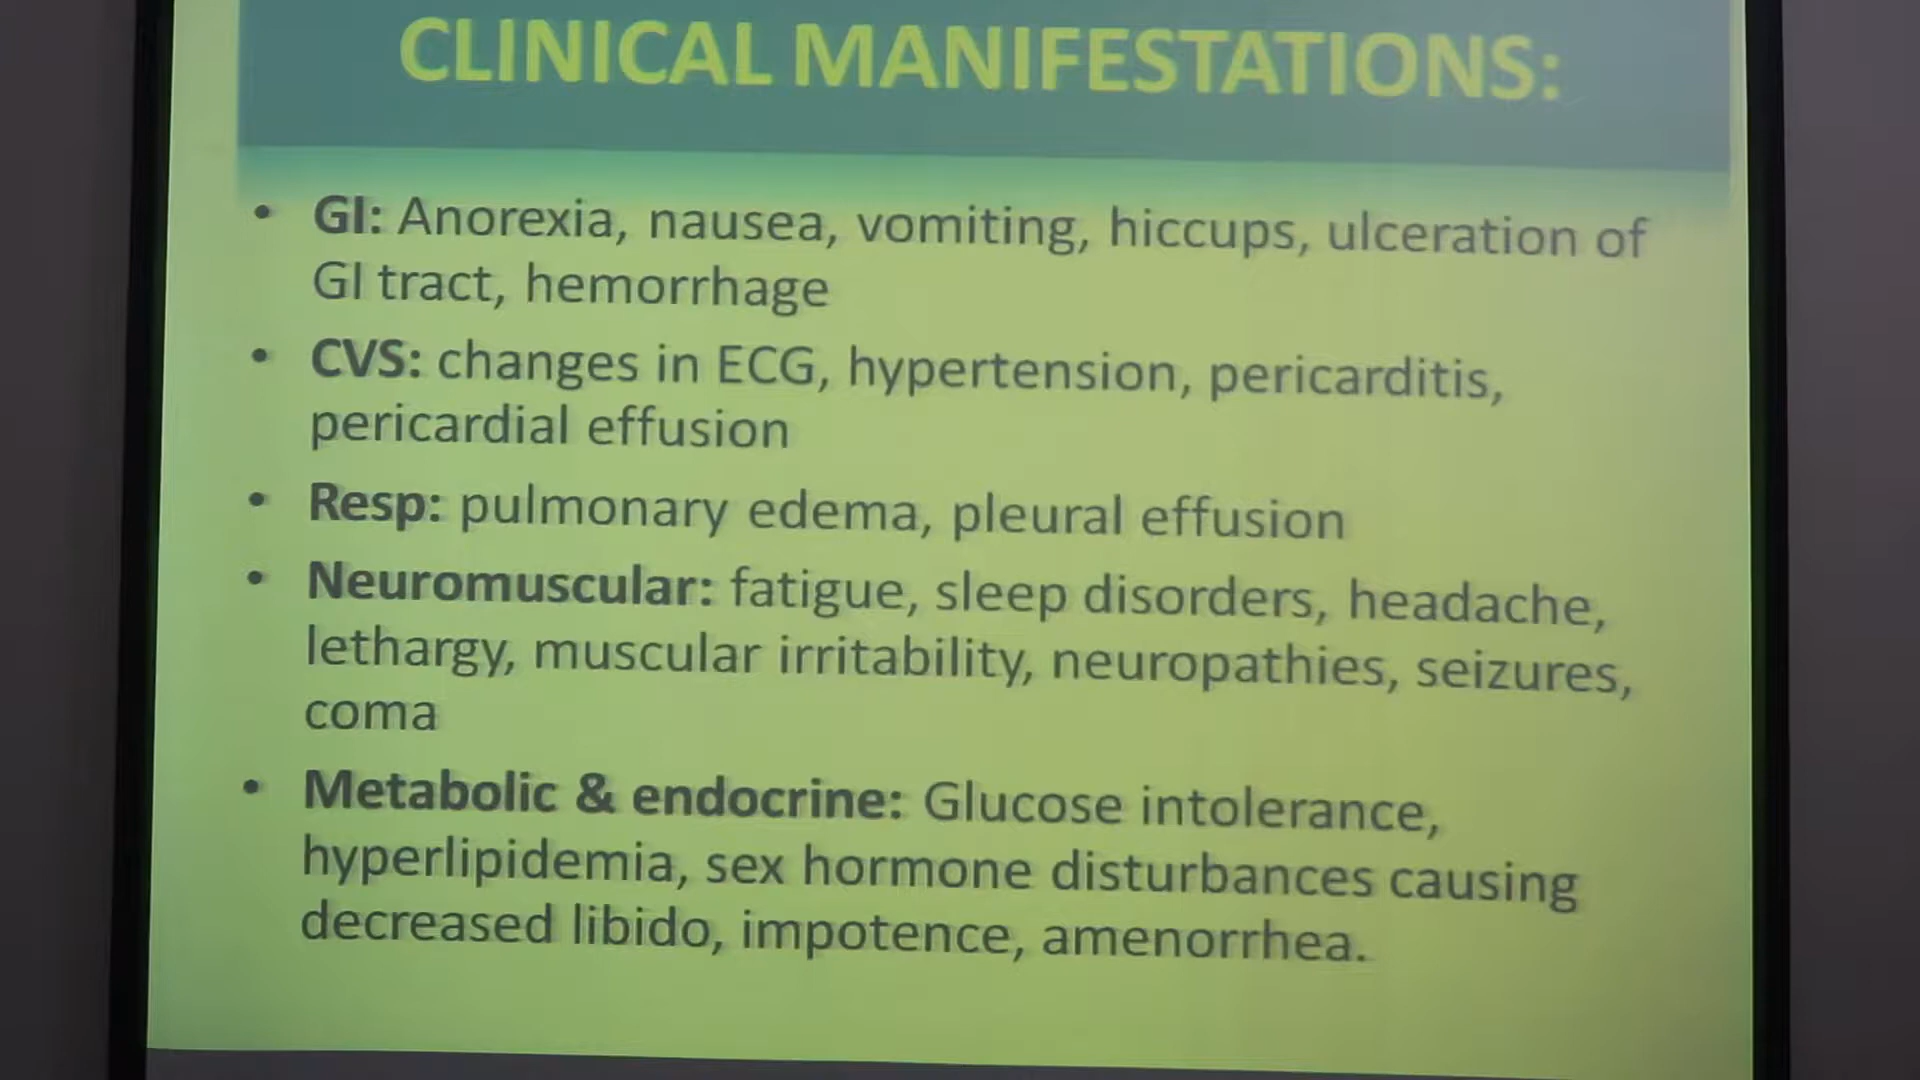 CLINICAL MANIFESTATIONS:
• GI: Anorexia, nausea, vomiting, hiccups, ulceration of
GI tract, hemorrhage
• CVS: changes in ECG, hypertension, pericarditis,
pericardial effusion
• Resp: pulmonary edema, pleural effusion
• Neuromuscular: fatigue, sleep disorders, headache,
lethargy, muscular irritability, neuropathies, seizures,
coma
• Metabolic & endocrine: Glucose intolerance,
hyperlipidemia, sex hormone disturbances causing
decreased libido, impotence, amenorrhea.